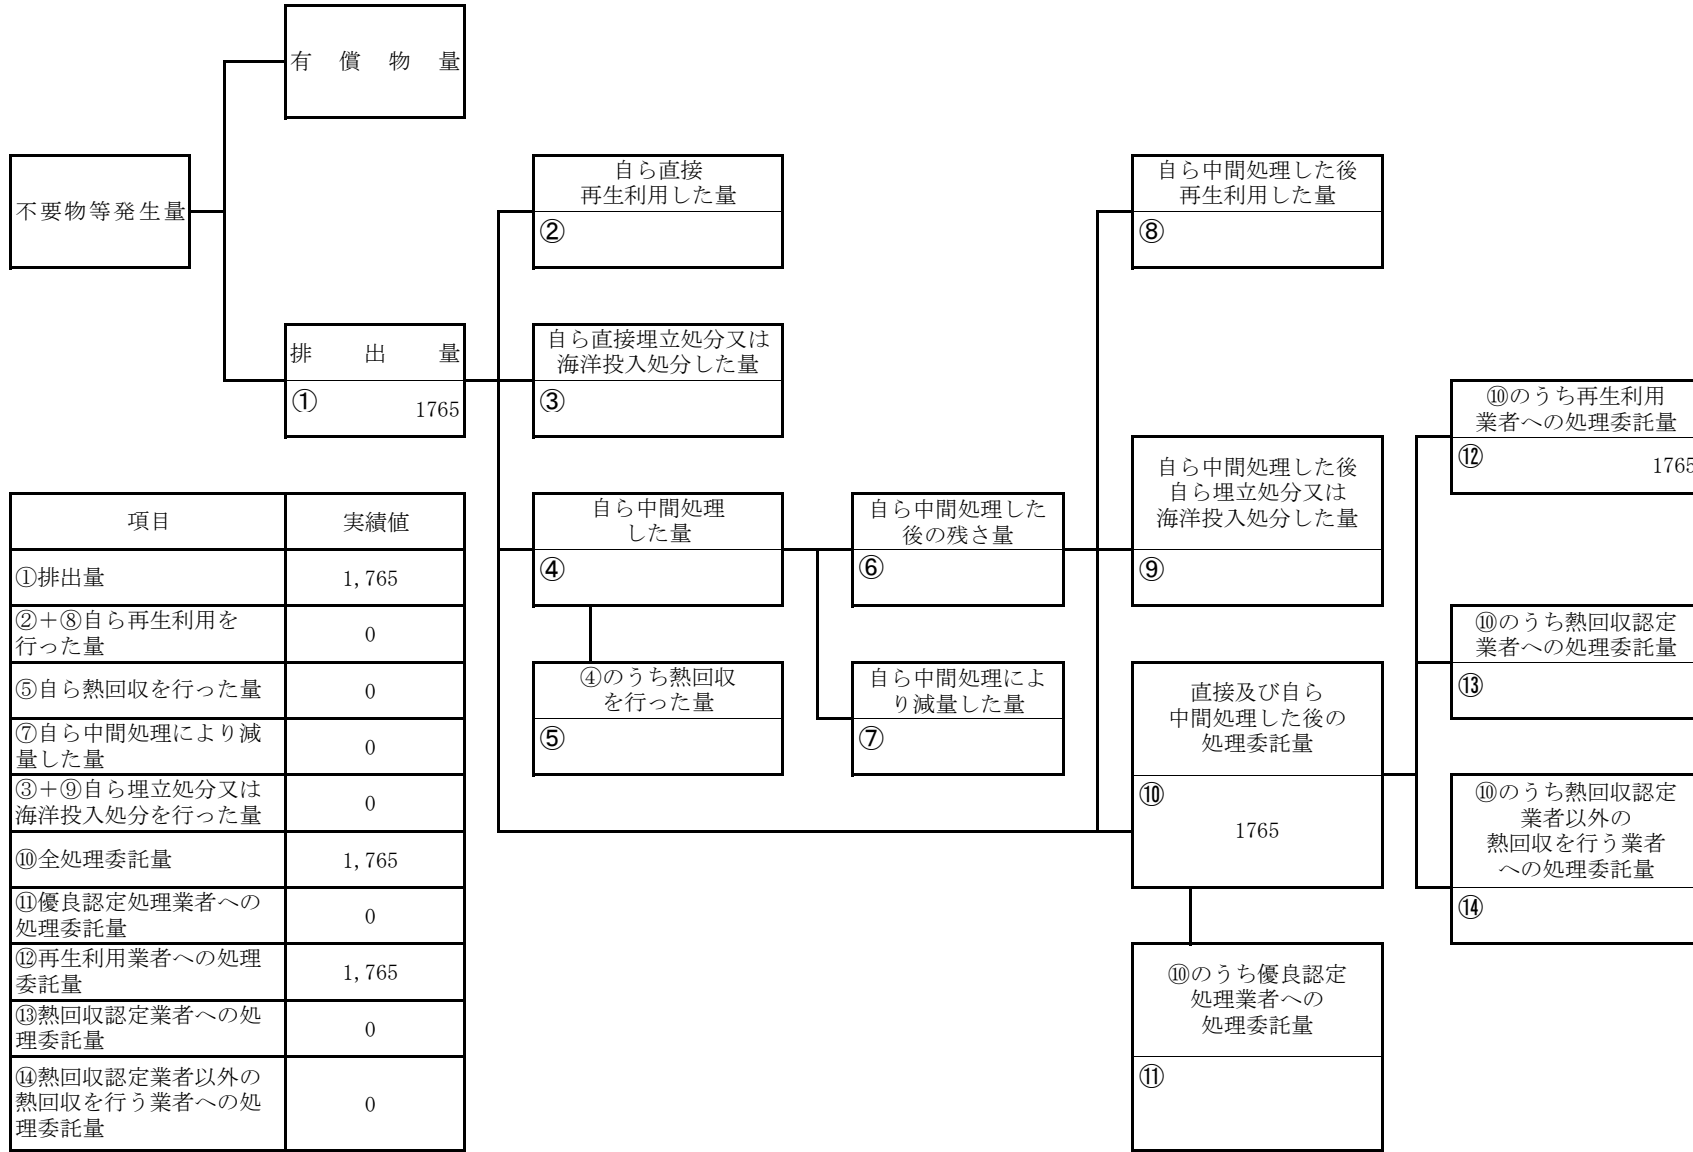 有償物量
不要物等発生量
排出量
① 1765
自ら直接
再生利用した量
②
自ら直接埋立処分又は
海洋投入処分した量
③
自ら中間処理
した量
④
④のうち熱回収
を行った量
⑤
自ら中間処理した
後の残さ量
⑥
自ら中間処理によ
り減量した量
⑦
自ら中間処理した後
再生利用した量
⑧
自ら中間処理した後
自ら埋立処分又は
海洋投入処分した量
⑨
直接及び自ら
中間処理した後の
処理委託量
⑩
1765
⑩のうち優良認定
処理業者への
処理委託量
⑪
⑩のうち再生利用
業者への処理委託量
⑫ 1765
⑩のうち熱回収認定
業者への処理委託量
⑬
⑩のうち熱回収認定
業者以外の
熱回収を行う業者
への処理委託量
⑭
項目 実績値
①排出量 1,765
②+⑧自ら再生利用を
行った量 0
⑤自ら熱回収を行った量 0
⑦自ら中間処理により減
量した量 0
③+⑨自ら埋立処分又は
海洋投入処分を行った量 0
⑩全処理委託量 1,765
⑪優良認定処理業者への
処理委託量 0
⑫再生利用業者への処理
委託量 1,765
⑬熱回収認定業者への処
理委託量 0
⑭熱回収認定業者以外の
熱回収を行う業者への処
理委託量 0